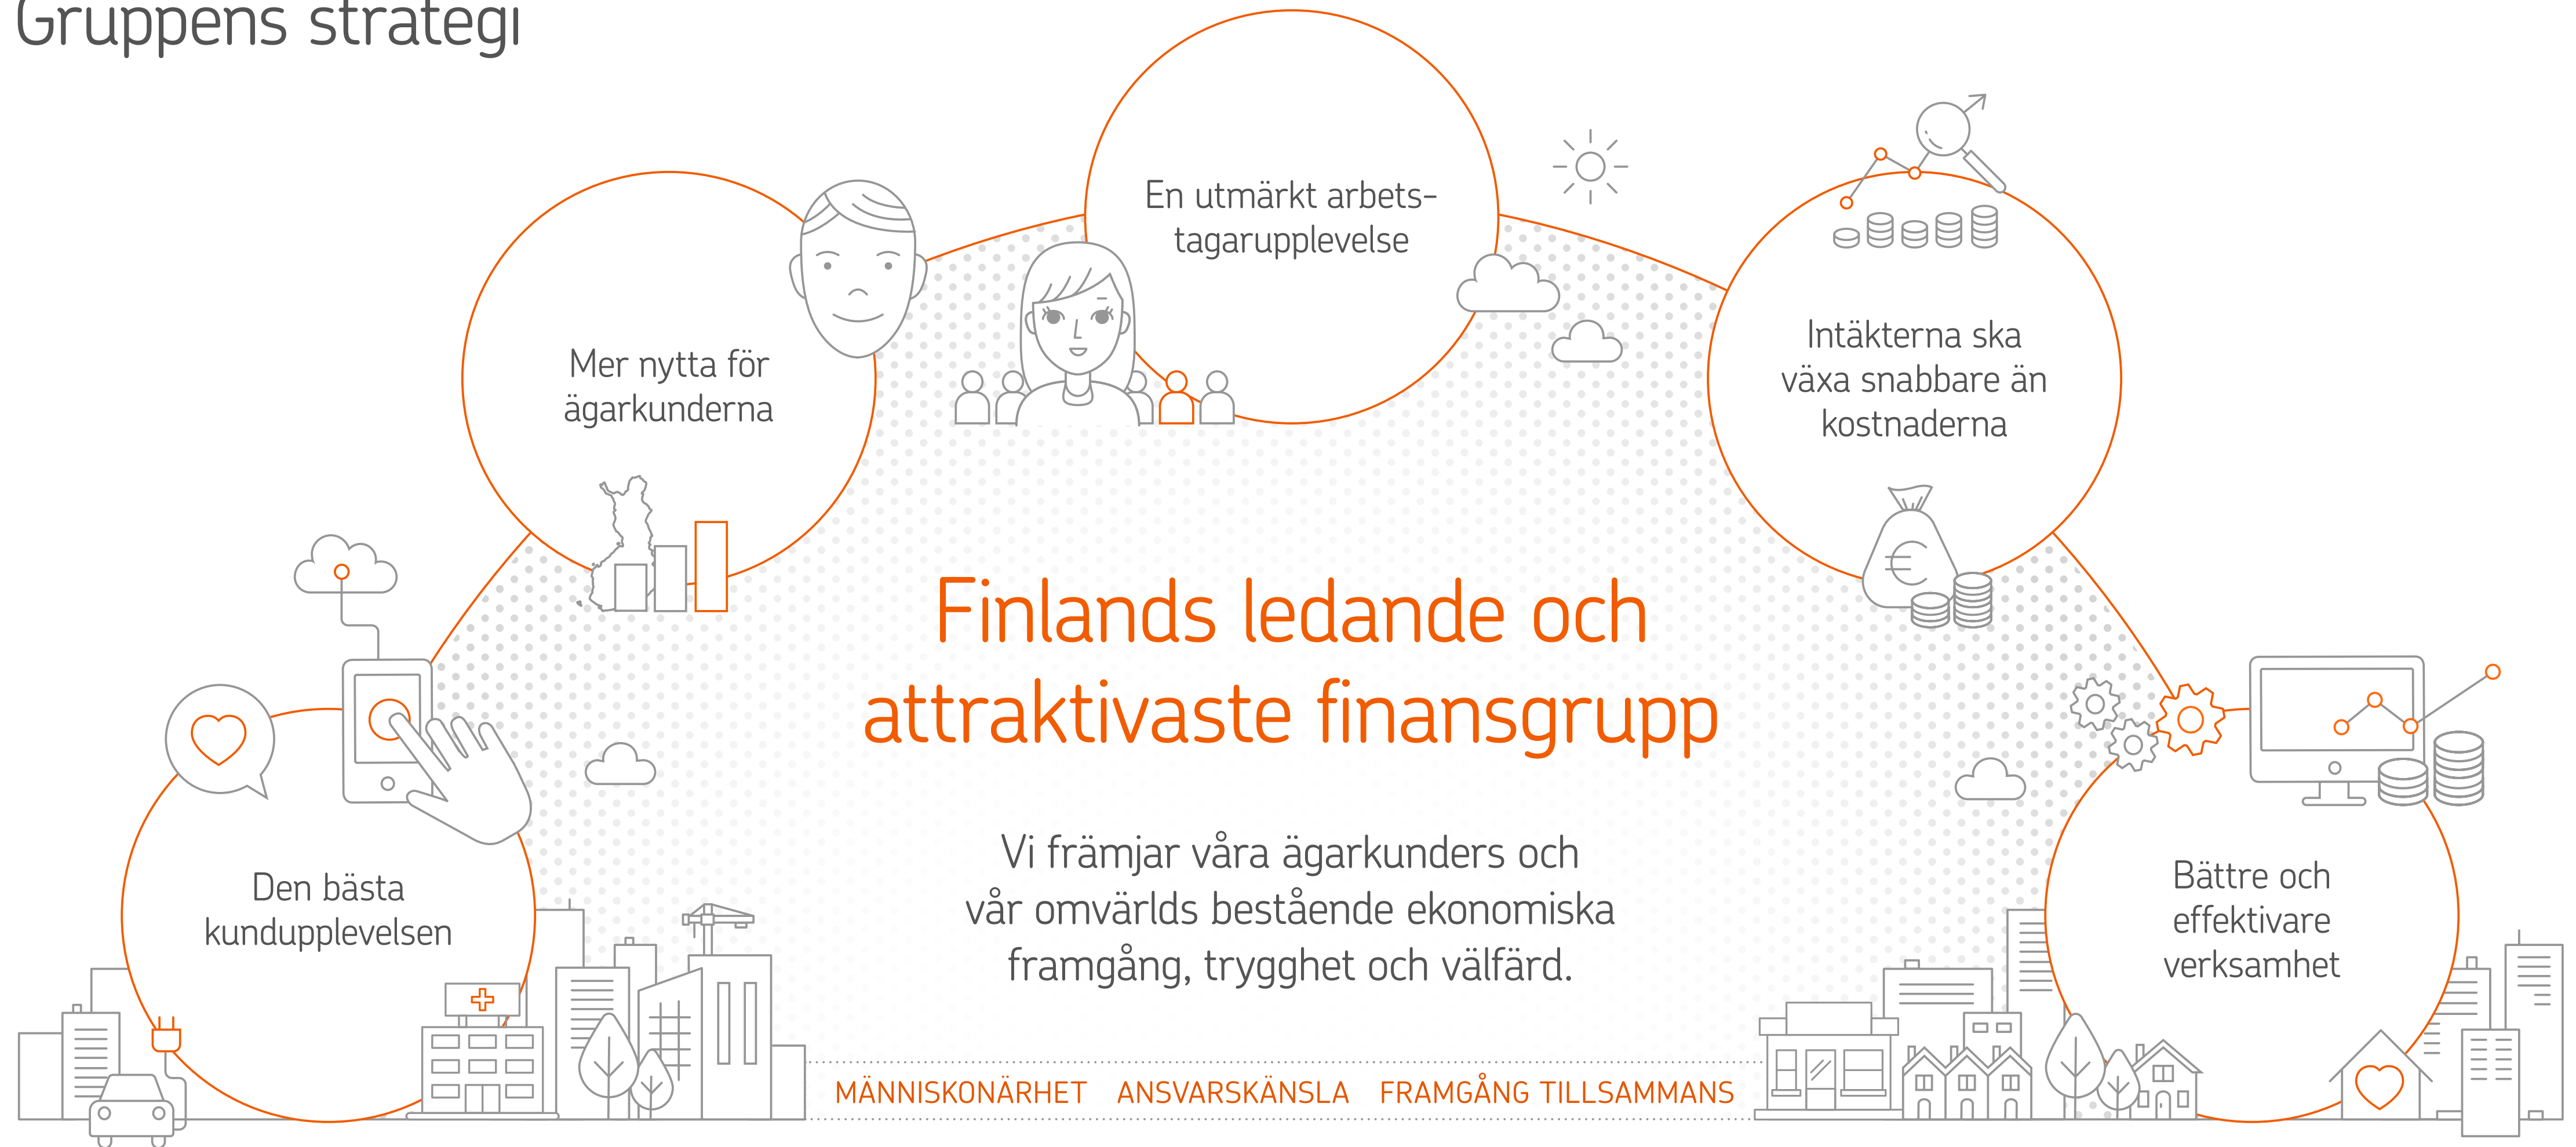 Gruppens strategi
En utmärkt arbets-
tagarupplevelse
Mer nytta för
ägarkunderna
Intäkterna ska
växa snabbare än
kostnaderna
Den bästa
kundupplevelsen
Bättre och
effektivare
verksamhet
Finlands ledande och
attraktivaste finansgrupp
Vi främjar våra ägarkunders och
vår omvärlds bestående ekonomiska
framgång, trygghet och välfärd.
MÄNNISKONÄRHET ANSVARSKÄNSLA FRAMGÅNG TILLSAMMANS